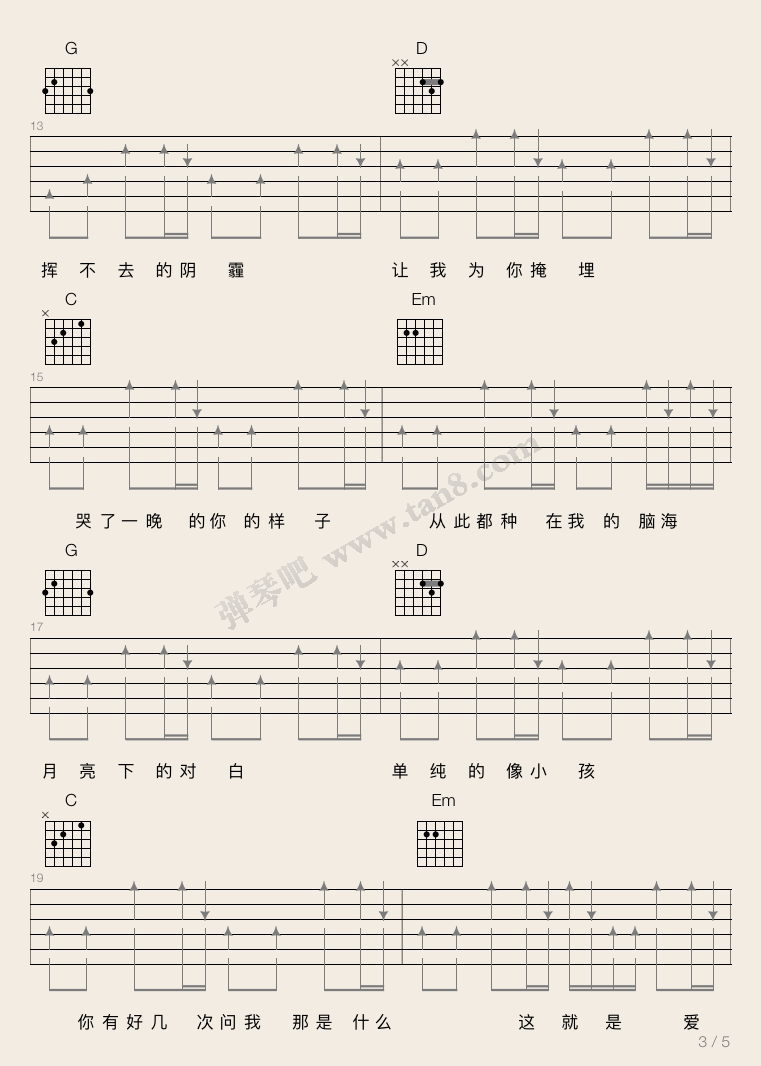 G D
××
13
挥 不 去 的 阴 霾 让 我 为 你 掩 埋
C Em
×
15
哭 了 一 晚 的 你 的 样 子 从 此 都 种 在 我 的 脑 海
弹琴吧 www.tan8.com
G D
××
17
月 亮 下 的 对 白 单 纯 的 像 小 孩
C Em
×
19
你 有 好 几 次 问 我 那 是 什 么 这 就 是 爱
3 / 5